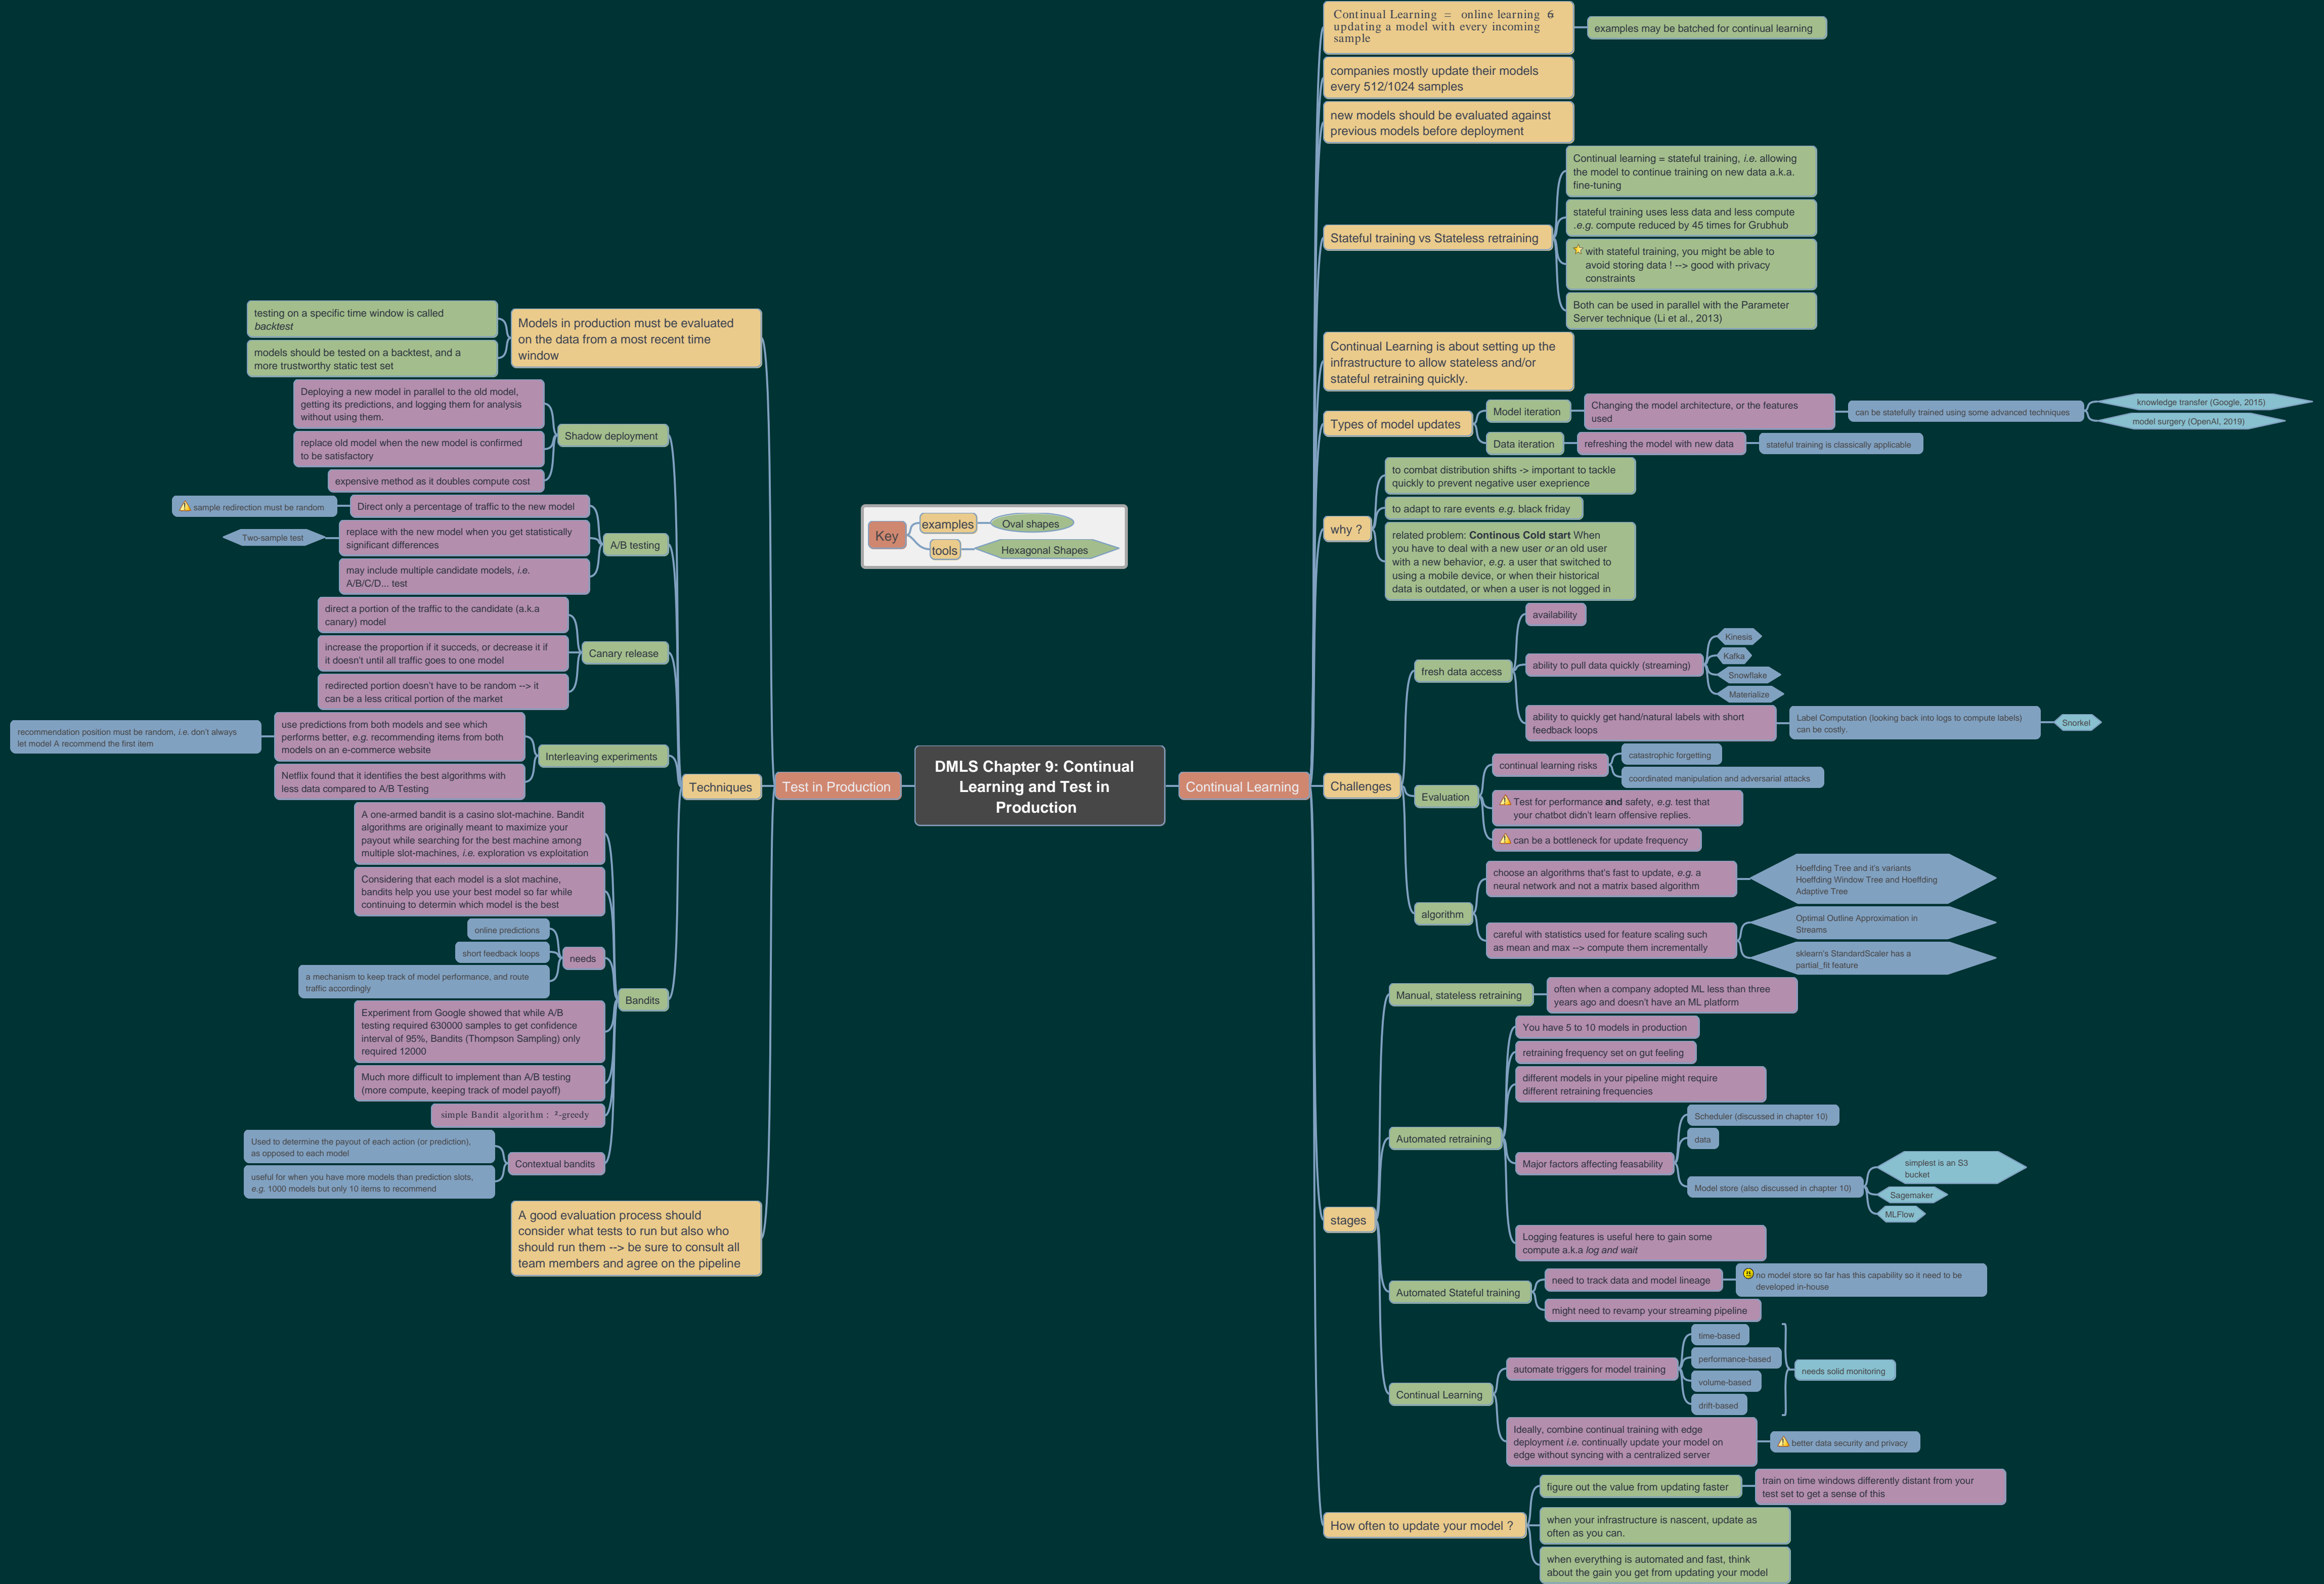 DMLS Chapter 9: Continual
Learning and Test in
Production
Key
examples
Oval shapes
tools
Hexagonal Shapes
Test in Production
Models in production must be evaluated
on the data from a most recent time
window
testing on a specific time window is called
backtest
models should be tested on a backtest, and a
more trustworthy static test set
Techniques
Shadow deployment
Deploying a new model in parallel to the old model,
getting its predictions, and logging them for analysis
without using them.
replace old model when the new model is confirmed
to be satisfactory
expensive method as it doubles compute cost
A/B testing
Direct only a percentage of traffic to the new model
sample redirection must be random
replace with the new model when you get statistically
significant differences
Two-sample test
may include multiple candidate models, i.e.
A/B/C/D... test
Canary release
direct a portion of the traffic to the candidate (a.k.a
canary) model
increase the proportion if it succeds, or decrease it if
it doesn't until all traffic goes to one model
redirected portion doesn't have to be random --> it
can be a less critical portion of the market
Interleaving experiments
use predictions from both models and see which
performs better, e.g. recommending items from both
models on an e-commerce website
recommendation position must be random, i.e. don't always
let model A recommend the first item
Netflix found that it identifies the best algorithms with
less data compared to A/B Testing
Bandits
A one-armed bandit is a casino slot-machine. Bandit
algorithms are originally meant to maximize your
payout while searching for the best machine among
multiple slot-machines, i.e. exploration vs exploitation
Considering that each model is a slot machine,
bandits help you use your best model so far while
continuing to determin which model is the best
needs
online predictions
short feedback loops
a mechanism to keep track of model performance, and route
traffic accordingly
Experiment from Google showed that while A/B
testing required 630000 samples to get confidence
interval of 95%, Bandits (Thompson Sampling) only
required 12000
Much more difficult to implement than A/B testing
(more compute, keeping track of model payoff)
simple Bandit algorithm : ²-greedy
Contextual bandits
Used to determine the payout of each action (or prediction),
as opposed to each model
useful for when you have more models than prediction slots,
e.g. 1000 models but only 10 items to recommend
A good evaluation process should
consider what tests to run but also who
should run them --> be sure to consult all
team members and agree on the pipeline
Continual Learning
Continual Learning = online learning 6
updating a model with every incoming
sample
examples may be batched for continual learning
companies mostly update their models
every 512/1024 samples
new models should be evaluated against
previous models before deployment
Stateful training vs Stateless retraining
Continual learning = stateful training, i.e. allowing
the model to continue training on new data a.k.a.
fine-tuning
stateful training uses less data and less compute
.e.g. compute reduced by 45 times for Grubhub
with stateful training, you might be able to
avoid storing data ! --> good with privacy
constraints
Both can be used in parallel with the Parameter
Server technique (Li et al., 2013)
Continual Learning is about setting up the
infrastructure to allow stateless and/or
stateful retraining quickly.
Types of model updates
Model iteration
Changing the model architecture, or the features
used
can be statefully trained using some advanced techniques
knowledge transfer (Google, 2015)
model surgery (OpenAI, 2019)
Data iteration
refreshing the model with new data
stateful training is classically applicable
why ?
to combat distribution shifts -> important to tackle
quickly to prevent negative user exeprience
to adapt to rare events e.g. black friday
related problem: Continous Cold start When
you have to deal with a new user or an old user
with a new behavior, e.g. a user that switched to
using a mobile device, or when their historical
data is outdated, or when a user is not logged in
Challenges
fresh data access
availability
ability to pull data quickly (streaming)
Kinesis
Kafka
Snowflake
Materialize
ability to quickly get hand/natural labels with short
feedback loops
Label Computation (looking back into logs to compute labels)
can be costly.
Snorkel
Evaluation
continual learning risks
catastrophic forgetting
coordinated manipulation and adversarial attacks
Test for performance and safety, e.g. test that
your chatbot didn't learn offensive replies.
can be a bottleneck for update frequency
algorithm
choose an algorithms that's fast to update, e.g. a
neural network and not a matrix based algorithm
Hoeffding Tree and it's variants
Hoeffding Window Tree and Hoeffding
Adaptive Tree
careful with statistics used for feature scaling such
as mean and max --> compute them incrementally
Optimal Outline Approximation in
Streams
sklearn's StandardScaler has a
partial_fit feature
stages
Manual, stateless retraining
often when a company adopted ML less than three
years ago and doesn't have an ML platform
Automated retraining
You have 5 to 10 models in production
retraining frequency set on gut feeling
different models in your pipeline might require
different retraining frequencies
Major factors affecting feasability
Scheduler (discussed in chapter 10)
data
Model store (also discussed in chapter 10)
simplest is an S3
bucket
Sagemaker
MLFlow
Logging features is useful here to gain some
compute a.k.a log and wait
Automated Stateful training
need to track data and model lineage
no model store so far has this capability so it need to be
developed in-house
might need to revamp your streaming pipeline
Continual Learning
automate triggers for model training
time-based
performance-based
volume-based
drift-based
needs solid monitoring
Ideally, combine continual training with edge
deployment i.e. continually update your model on
edge without syncing with a centralized server
better data security and privacy
How often to update your model ?
figure out the value from updating faster
train on time windows differently distant from your
test set to get a sense of this
when your infrastructure is nascent, update as
often as you can.
when everything is automated and fast, think
about the gain you get from updating your model